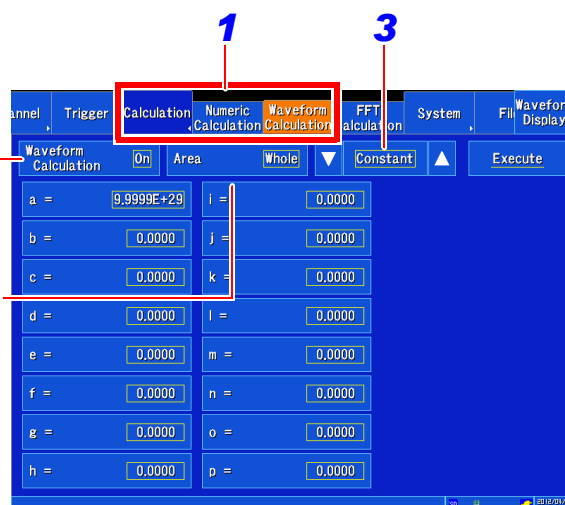 1 3
annel Trigger Calculation Numeric Calculation Waveform Calculation FFT alculation System Fil Waveform Display
Waveform Calculation On Area Whole ▼ Constant ▲ Execute
a = 9.9999E+29 i = 0.0000
b = 0.0000 j = 0.0000
c = 0.0000 k = 0.0000
d = 0.0000 l = 0.0000
e = 0.0000 m = 0.0000
f = 0.0000 n = 0.0000
g = 0.0000 o = 0.0000
h = 0.0000 p = 0.0000